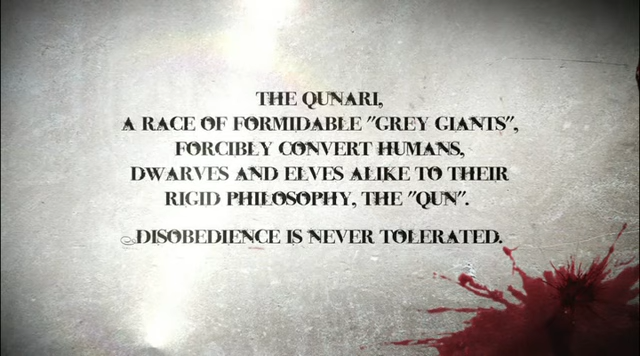 THE QUNARI,
A RACE OF FORMIDABLE "GREY GIANTS",
FORCIBLY CONVERT HUMANS,
DWARVES AND ELVES ALIKE TO THEIR
RIGID PHILOSOPHY, THE "QUN".
DISOBEDIENCE IS NEVER TOLERATED.